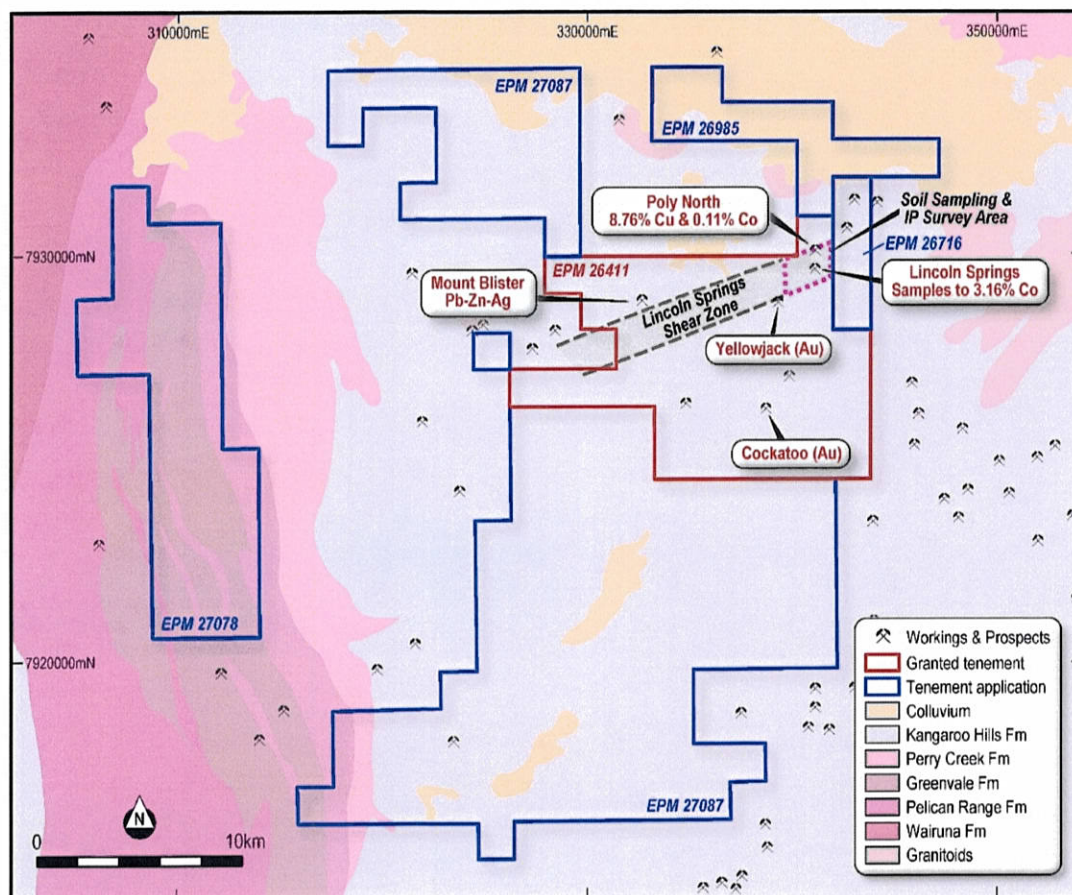 310000mE
330000mE
350000mE
EPM 27087
EPM 26985
Poly North
8.76% Cu & 0.11% Co
Soil Sampling &
IP Survey Area
7930000mN
EPM 26716
EPM 26411
Mount Blister
Pb-Zn-Ag
Lincoln Springs
Shear Zone
Lincoln Springs
Samples to 3.16% Co
Yellowjack (Au)
Cockatoo (Au)
EPM 27078
7920000mN
Workings & Prospects
Granted tenement
Tenement application
Colluvium
Kangaroo Hills Fm
Perry Creek Fm
Greenvale Fm
Pelican Range Fm
Wairuna Fm
Granitoids
EPM 27087
N
0
10km